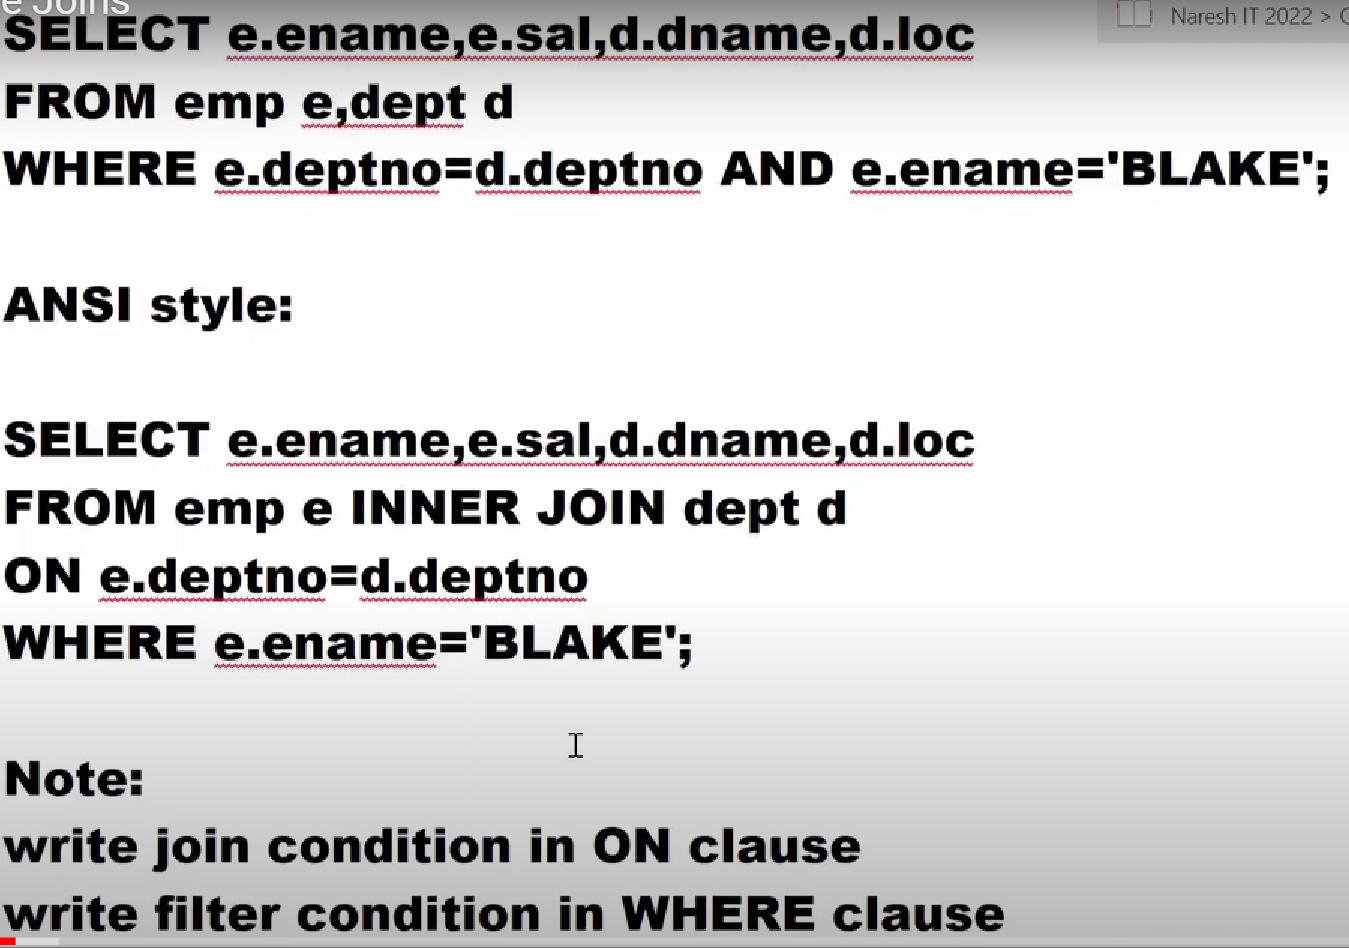 e Joins
Naresh IT 2022 >
SELECT e.ename,e.sal,d.dname,d.loc
FROM emp e,dept d
WHERE e.deptno=d.deptno AND e.ename='BLAKE';
ANSI style:
SELECT e.ename,e.sal,d.dname,d.loc
FROM emp e INNER JOIN dept d
ON e.deptno=d.deptno
WHERE e.ename='BLAKE';
Note:
write join condition in ON clause
write filter condition in WHERE clause